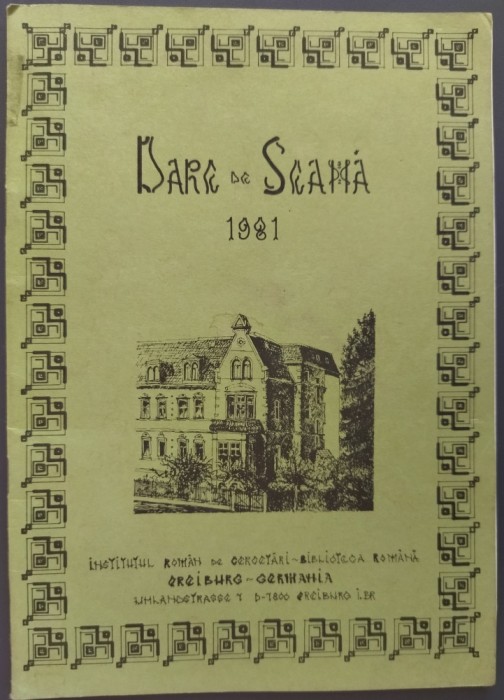 Dare de Seamă
1981
Institutul Român de Cercetări-Biblioteca Română
Freiburg-Germania
Uhlandstrasse 7 D-7800 Freiburg i.Br